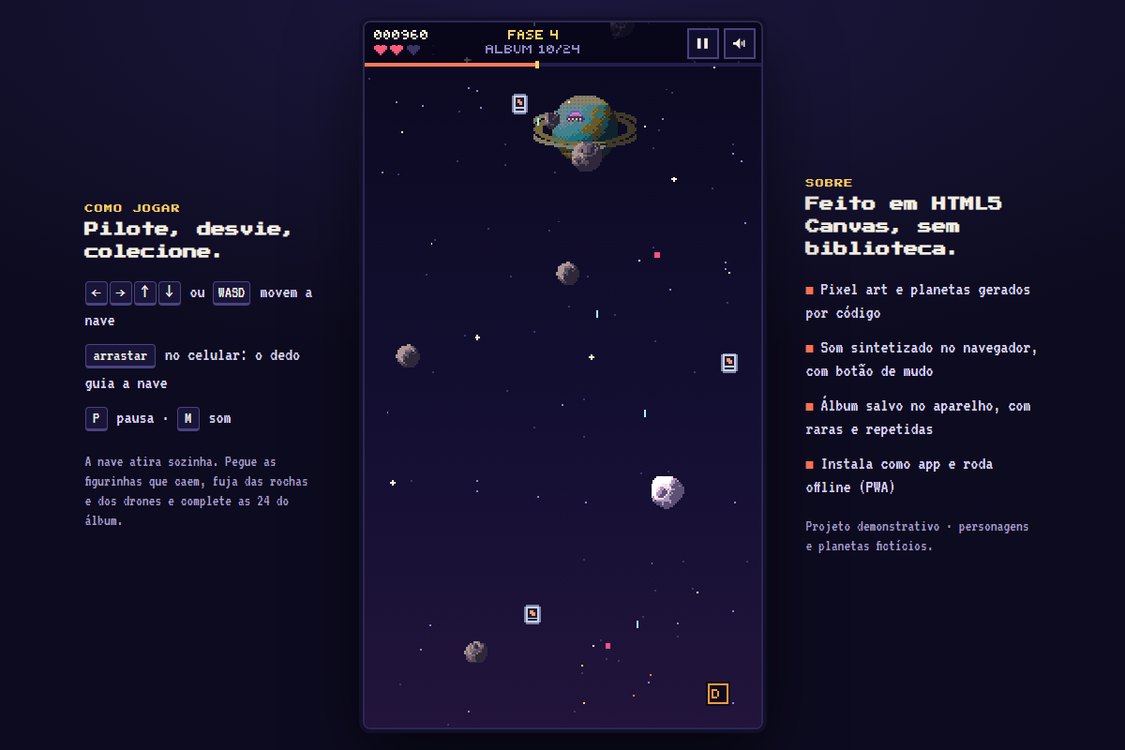 000960
FASE 4
ALBUM 10/24
COMO JOGAR
Pilote, desvie,
colecione.
← → ↑ ↓ ou WASD movem a
nave
arrastar no celular: o dedo
guia a nave
P pausa · M som
A nave atira sozinha. Pegue as
figurinhas que caem, fuja das rochas
e dos drones e complete as 24 do
álbum.
D
SOBRE
Feito em HTML5
Canvas, sem
biblioteca.
Pixel art e planetas gerados
por código
Som sintetizado no navegador,
com botão de mudo
Álbum salvo no aparelho, com
raras e repetidas
Instala como app e roda
offline (PWA)
Projeto demonstrativo · personagens
e planetas fictícios.